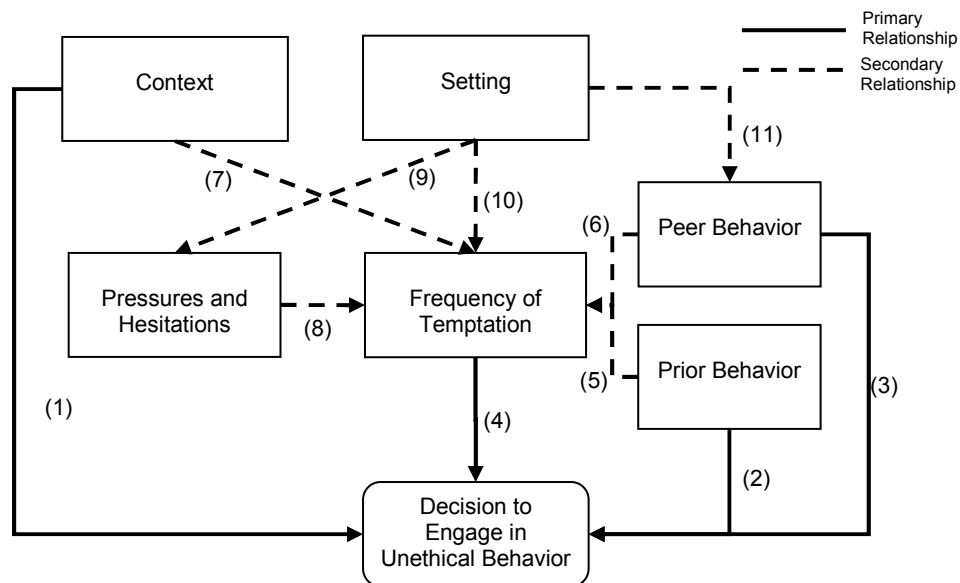 Primary
Relationship
Secondary
Relationship
Context
Setting
(11)
(7)
(9)
(10)
(6)
Peer Behavior
Pressures and
Hesitations
(8)
Frequency of
Temptation
(5)
Prior Behavior
(3)
(1)
(4)
(2)
Decision to
Engage in
Unethical Behavior